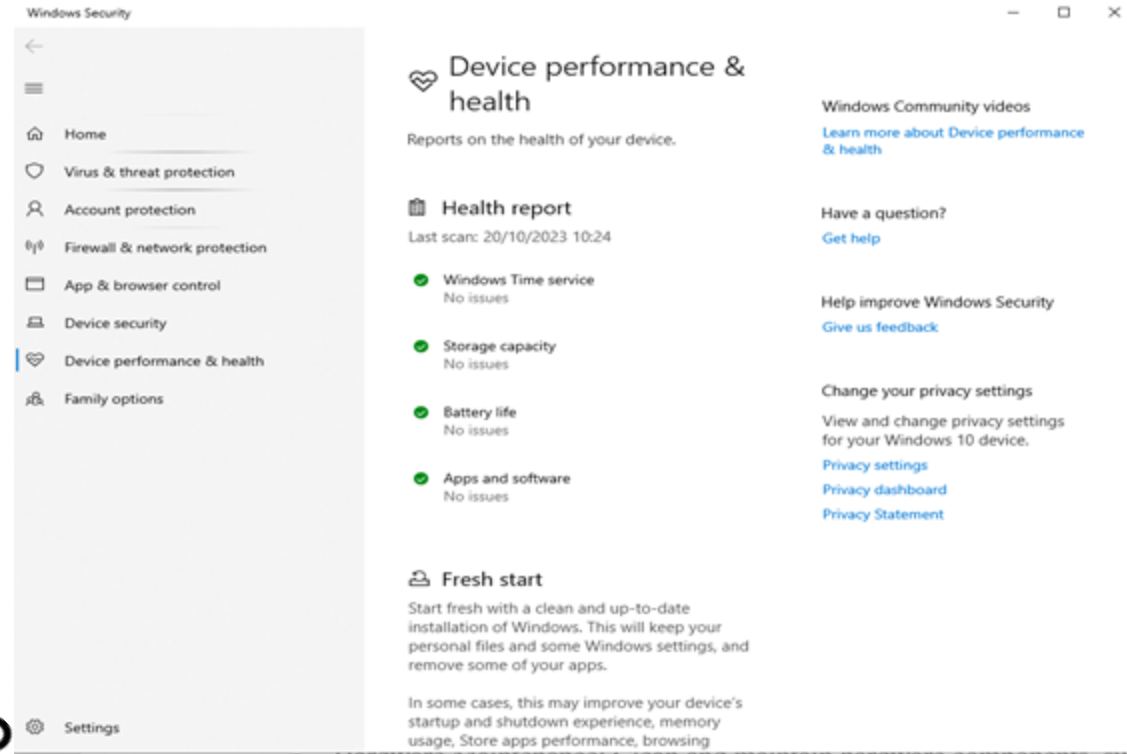 Windows Security
Home
Virus & threat protection
Account protection
Firewall & network protection
App & browser control
Device security
Device performance & health
Family options
Settings
Device performance &
health
Reports on the health of your device.
Health report
Last scan: 20/10/2023 10:24
Windows Time service
No issues
Storage capacity
No issues
Battery life
No issues
Apps and software
No issues
Fresh start
Start fresh with a clean and up-to-date
installation of Windows. This will keep your
personal files and some Windows settings, and
remove some of your apps.
In some cases, this may improve your device's
startup and shutdown experience, memory
usage, Store apps performance, browsing
Windows Community videos
Learn more about Device performance
& health
Have a question?
Get help
Help improve Windows Security
Give us feedback
Change your privacy settings
View and change privacy settings
for your Windows 10 device.
Privacy settings
Privacy dashboard
Privacy Statement